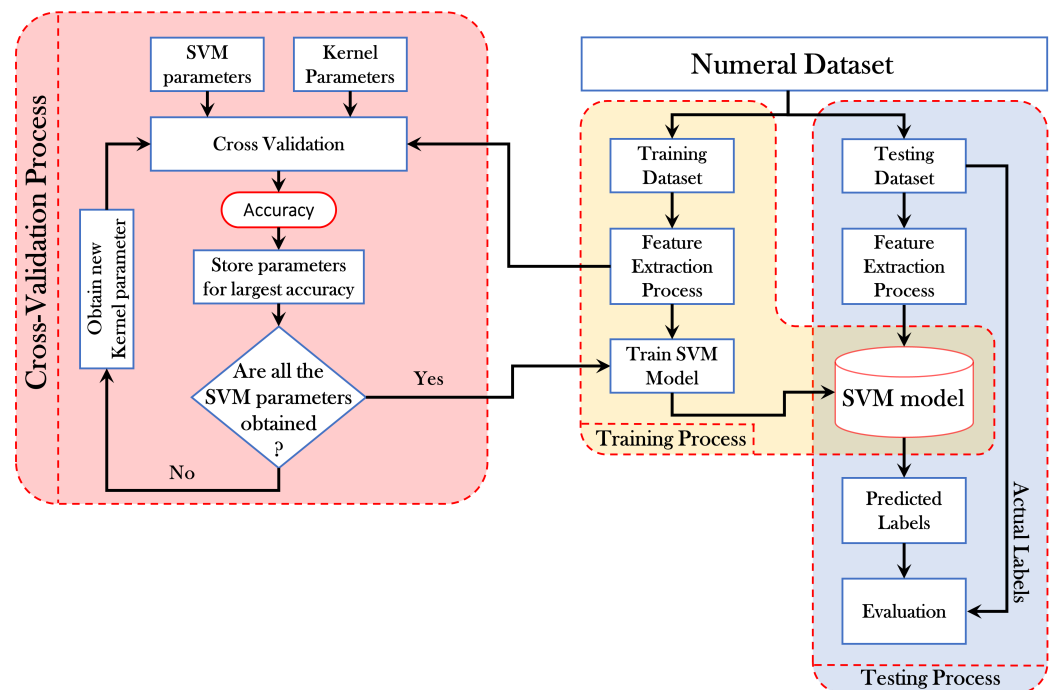 Cross-Validation Process
SVM
parameters
Kernel
Parameters
Cross Validation
Accuracy
Store parameters
for largest accuracy
Obtain new
Kernel parameter
Are all the
SVM parameters
obtained
?
Yes
No
Numeral Dataset
Training
Dataset
Feature
Extraction
Process
Train SVM
Model
Training Process
Testing
Dataset
Feature
Extraction
Process
SVM model
Predicted
Labels
Evaluation
Actual Labels
Testing Process